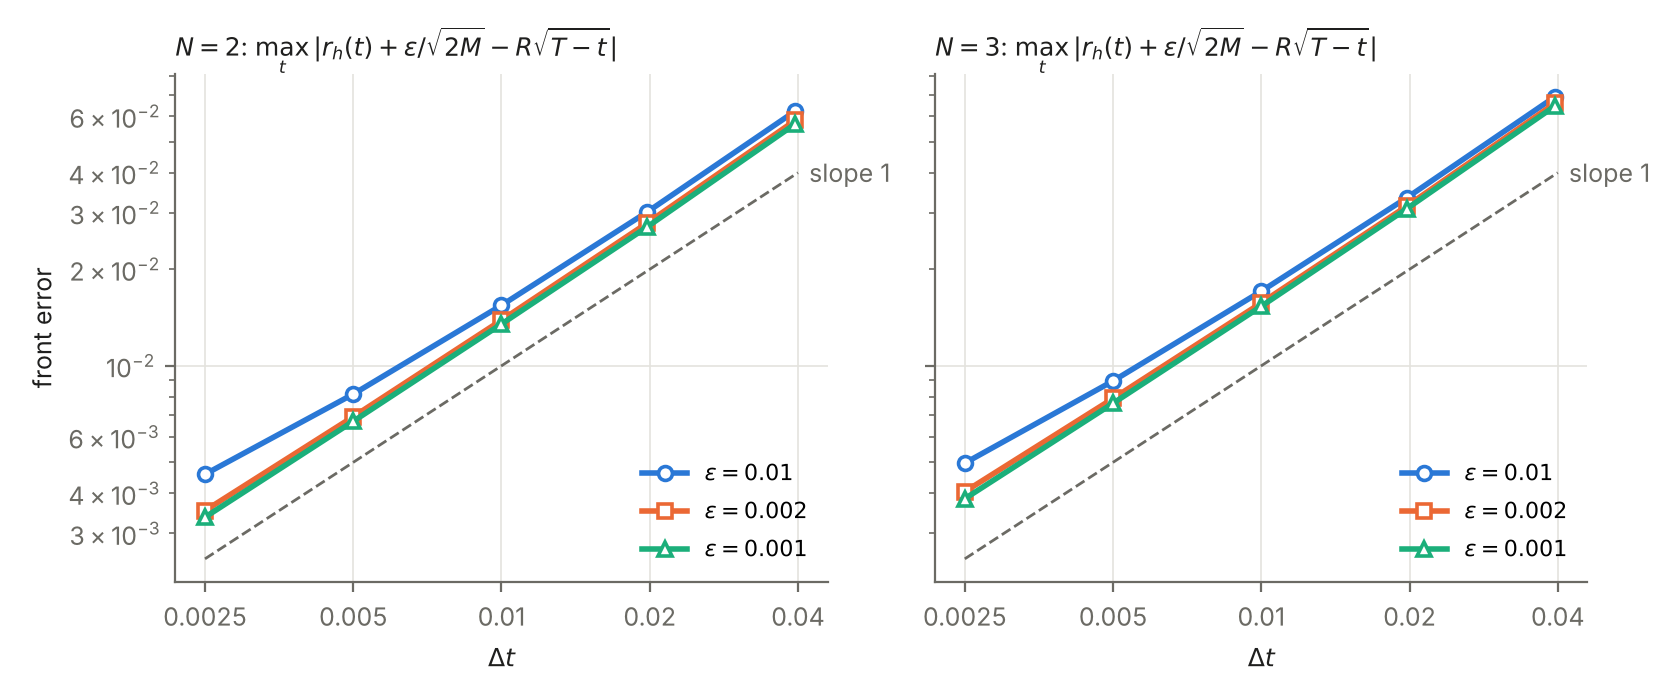 N = 2: max_t |r_h(t) + ε/√2M − R√T − t|
N = 3: max_t |r_h(t) + ε/√2M − R√T − t|
front error
6 × 10⁻²
4 × 10⁻²
3 × 10⁻²
2 × 10⁻²
10⁻²
6 × 10⁻³
4 × 10⁻³
3 × 10⁻³
slope 1
slope 1
ε = 0.01
ε = 0.002
ε = 0.001
ε = 0.01
ε = 0.002
ε = 0.001
0.0025 0.005 0.01 0.02 0.04
0.0025 0.005 0.01 0.02 0.04
Δt
Δt